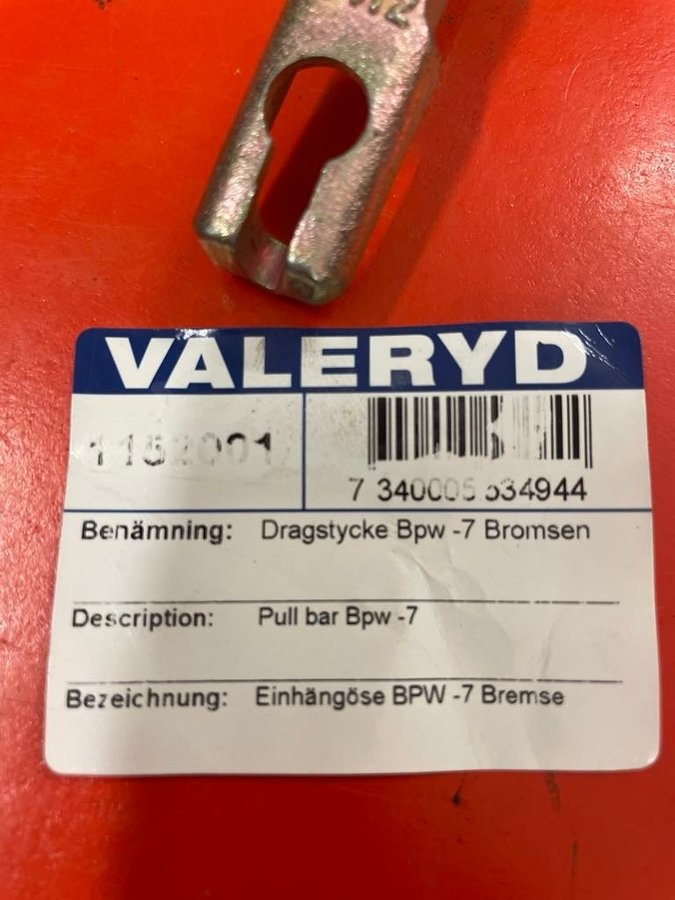 VALERYD
1152001
7 340005 534944
Benämning: Dragstycke Bpw -7 Bromsen
Description: Pull bar Bpw -7
Bezeichnung: Einhängöse BPW -7 Bremse